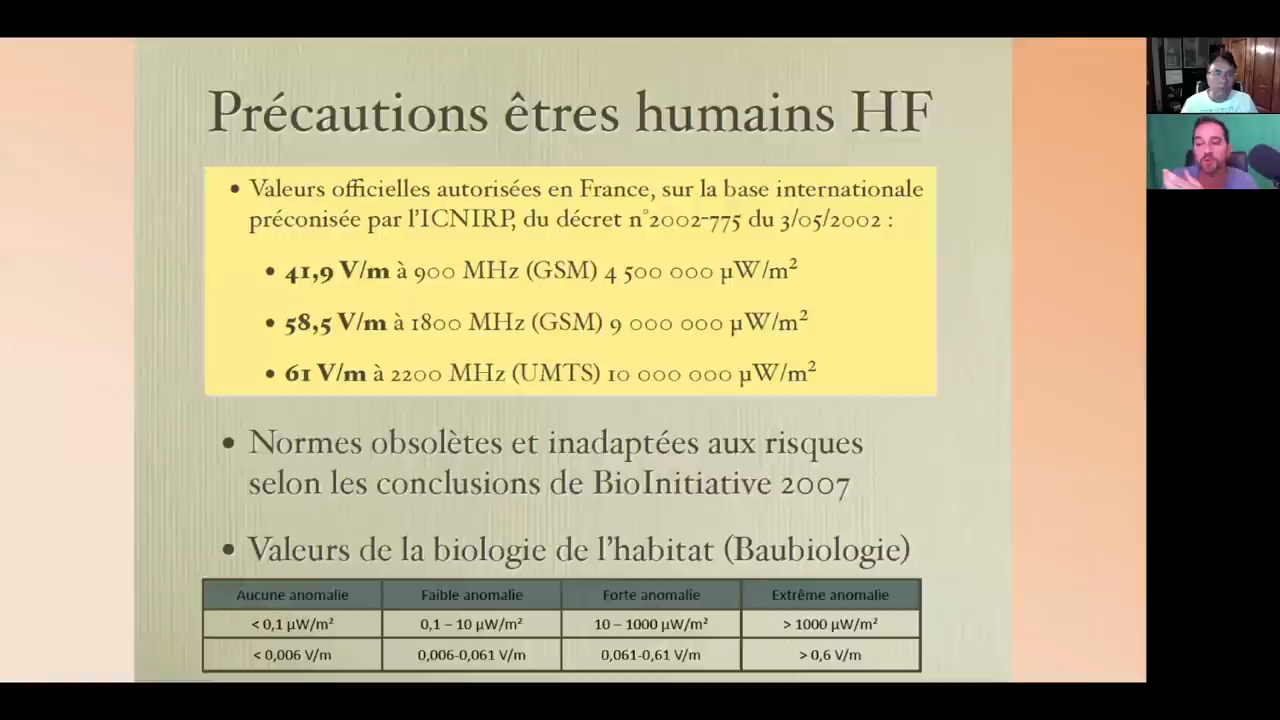 Précautions êtres humains HF
• Valeurs officielles autorisées en France, sur la base internationale
préconisée par l'ICNIRP, du décret n°2002-775 du 3/05/2002 :
• 41,9 V/m à 900 MHz (GSM) 4 500 000 µW/m²
• 58,5 V/m à 1800 MHz (GSM) 9 000 000 µW/m²
• 61 V/m à 2200 MHz (UMTS) 10 000 000 µW/m²
• Normes obsolètes et inadaptées aux risques
selon les conclusions de BioInitiative 2007
• Valeurs de la biologie de l'habitat (Baubiologie)
Aucune anomalie Faible anomalie Forte anomalie Extrême anomalie
< 0,1 µW/m² 0,1 – 10 µW/m² 10 – 1000 µW/m² > 1000 µW/m²
< 0,006 V/m 0,006-0,061 V/m 0,061-0,61 V/m > 0,6 V/m